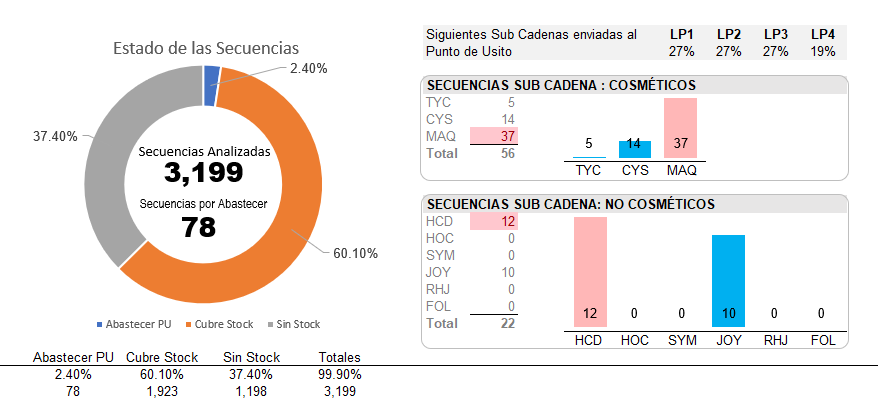 Estado de las Secuencias
2.40%
37.40%
Secuencias Analizadas
3,199
Secuencias por Abastecer
78
60.10%
Abastecer PU Cubre Stock Sin Stock
Abastecer PU Cubre Stock Sin Stock Totales
2.40% 60.10% 37.40% 99.90%
78 1,923 1,198 3,199
Siguientes Sub Cadenas enviadas al LP1 LP2 LP3 LP4
Punto de Usito 27% 27% 27% 19%
SECUENCIAS SUB CADENA : COSMÉTICOS
TYC 5
CYS 14
MAQ 37
Total 56
5 14 37
TYC CYS MAQ
SECUENCIAS SUB CADENA: NO COSMÉTICOS
HCD 12
HOC 0
SYM 0
JOY 10
RHJ 0
FOL 0
Total 22
12 0 0 10 0 0
HCD HOC SYM JOY RHJ FOL